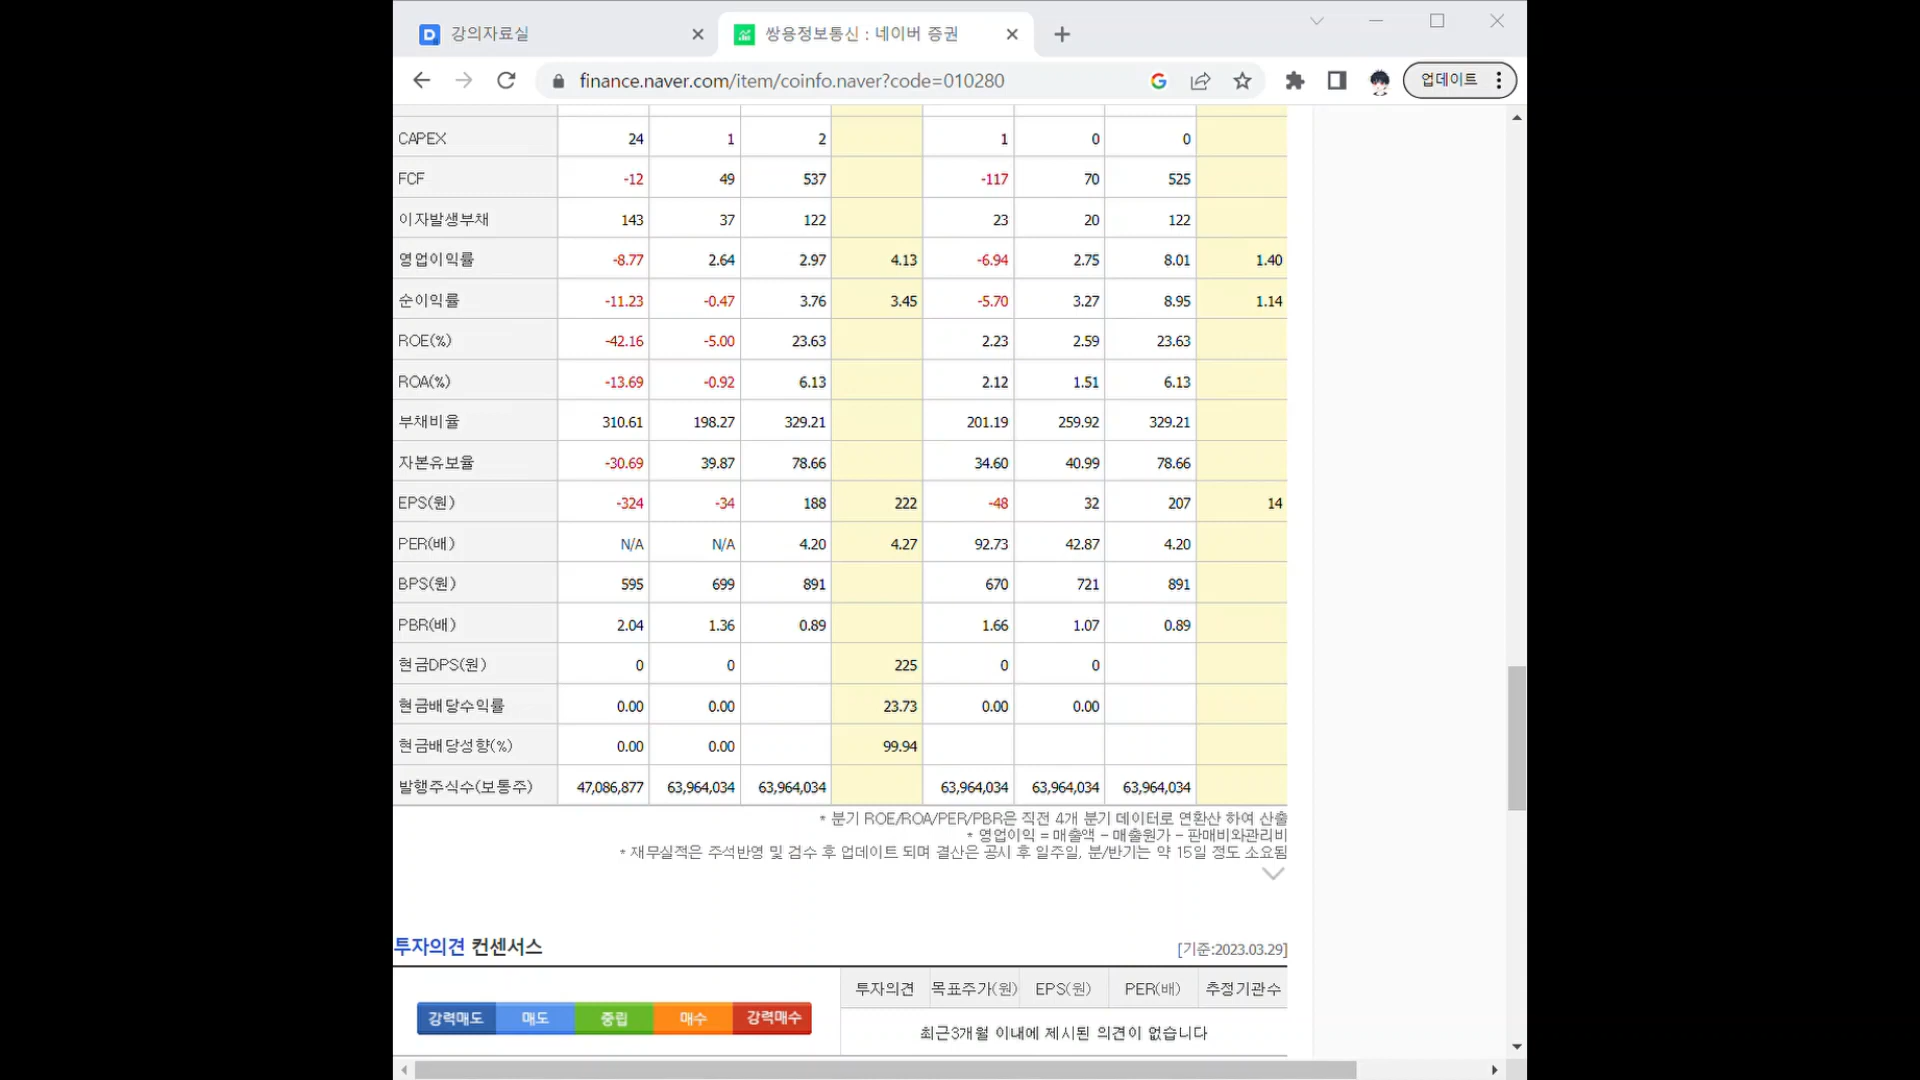 강의자료실
쌍용정보통신 : 네이버 증권
finance.naver.com/item/coinfo.naver?code=010280
업데이트
CAPEX 24 1 2 1 0 0
FCF -12 49 537 -117 70 525
이자발생부채 143 37 122 23 20 122
영업이익률 -8.77 2.64 2.97 4.13 -6.94 2.75 8.01 1.40
순이익률 -11.23 -0.47 3.76 3.45 -5.70 3.27 8.95 1.14
ROE(%) -42.16 -5.00 23.63 2.23 2.59 23.63
ROA(%) -13.69 -0.92 6.13 2.12 1.51 6.13
부채비율 310.61 198.27 329.21 201.19 259.92 329.21
자본유보율 -30.69 39.87 78.66 34.60 40.99 78.66
EPS(원) -324 -34 188 222 -48 32 207 14
PER(배) N/A N/A 4.20 4.27 92.73 42.87 4.20
BPS(원) 595 699 891 670 721 891
PBR(배) 2.04 1.36 0.89 1.66 1.07 0.89
현금DPS(원) 0 0 225 0 0
현금배당수익률 0.00 0.00 23.73 0.00 0.00
현금배당성향(%) 0.00 0.00 99.94
발행주식수(보통주) 47,086,877 63,964,034 63,964,034 63,964,034 63,964,034 63,964,034
* 분기 ROE/ROA/PER/PBR은 직전 4개 분기 데이터로 연환산 하여 산출
* 영업이익 = 매출액 - 매출원가 - 판매비와관리비
* 재무실적은 주석반영 및 검수 후 업데이트 되며 결산은 공시 후 일주일, 분/반기는 약 15일 정도 소요됨
투자의견 컨센서스
[기준:2023.03.29]
강력매도 매도 중립 매수 강력매수
투자의견 목표주가(원) EPS(원) PER(배) 추정기관수
최근3개월 이내에 제시된 의견이 없습니다